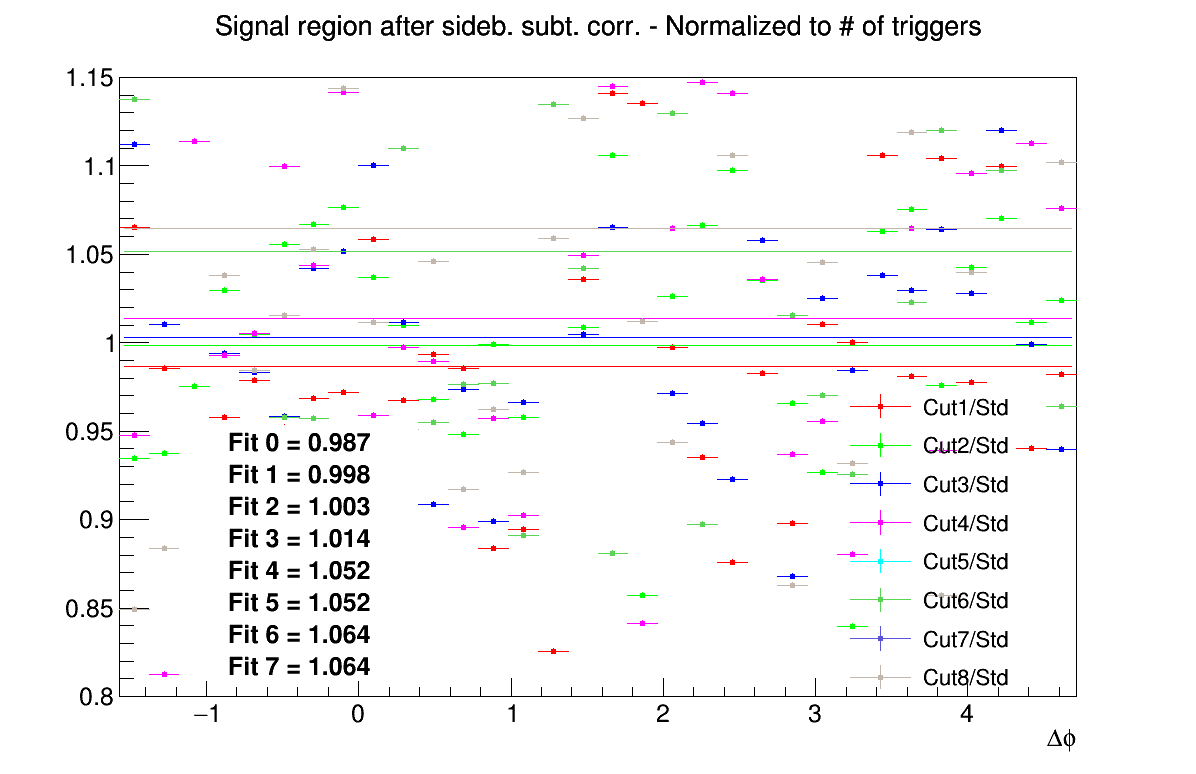 Signal region after sideb. subt. corr. - Normalized to # of triggers
1.15
1.1
1.05
1
0.95
0.9
0.85
0.8
Fit 0 = 0.987
Fit 1 = 0.998
Fit 2 = 1.003
Fit 3 = 1.014
Fit 4 = 1.052
Fit 5 = 1.052
Fit 6 = 1.064
Fit 7 = 1.064
Cut1/Std
Cut2/Std
Cut3/Std
Cut4/Std
Cut5/Std
Cut6/Std
Cut7/Std
Cut8/Std
−1 0 1 2 3 4
Δϕ